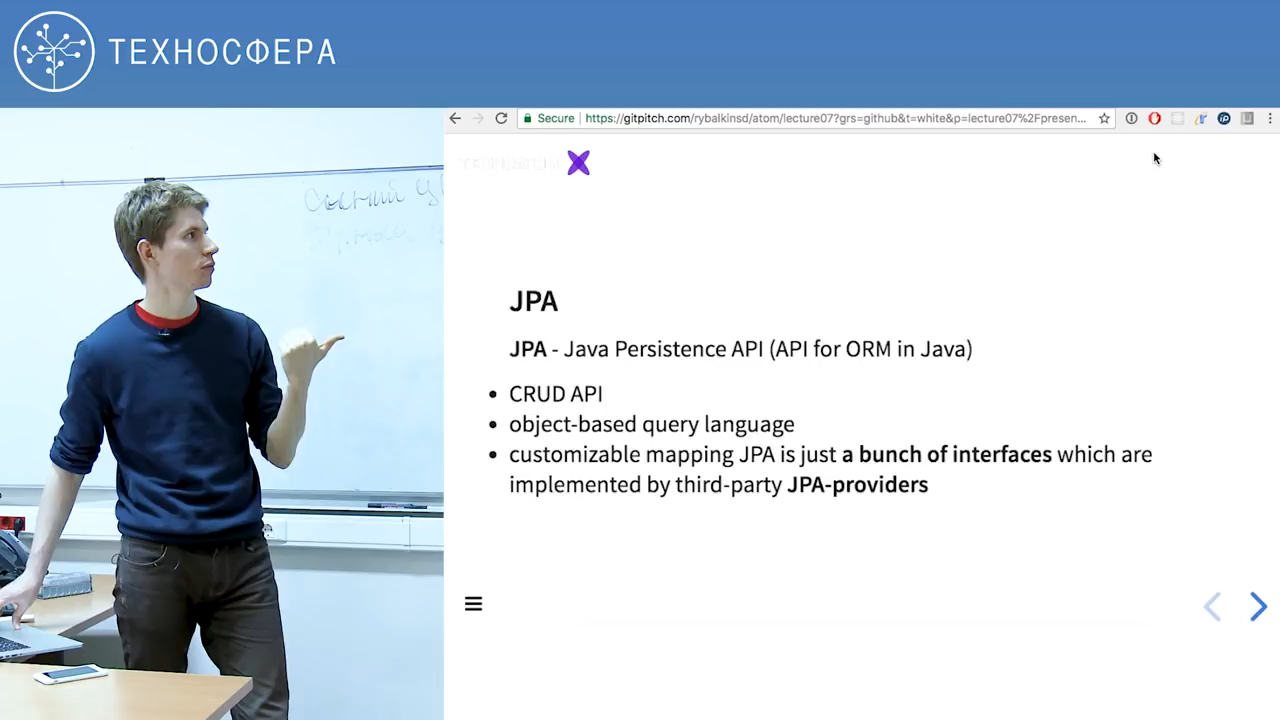 ТЕХНОСФЕРА
Secure https://gitpitch.com/rybalkinsd/atom/lecture07?grs=github&t=white&p=lecture07%2Fpresen...
JPA
JPA - Java Persistence API (API for ORM in Java)
• CRUD API
• object-based query language
• customizable mapping JPA is just a bunch of interfaces which are
implemented by third-party JPA-providers